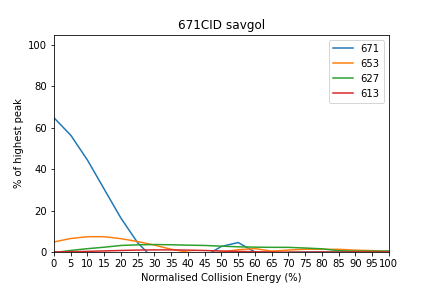 671CID savgol
100
80
60
40
20
0
% of highest peak
671
653
627
613
0 5 10 15 20 25 30 35 40 45 50 55 60 65 70 75 80 85 90 95 100
Normalised Collision Energy (%)